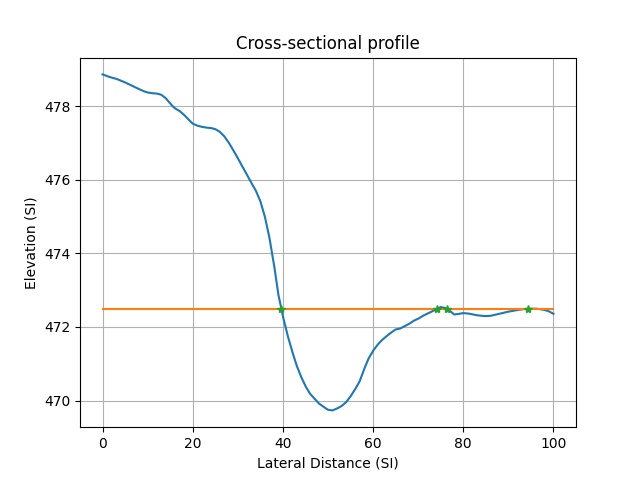 Cross-sectional profile
478
476
474
472
470
Elevation (SI)
0 20 40 60 80 100
Lateral Distance (SI)